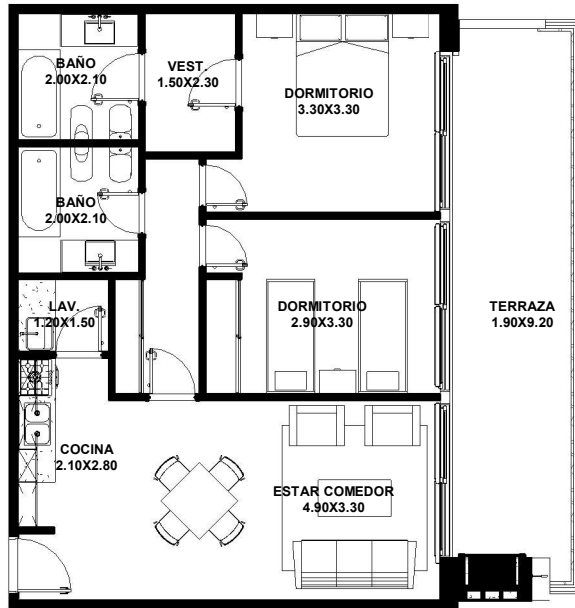 BAÑO
2.00X2.10
VEST.
1.50X2.30
DORMITORIO
3.30X3.30
BAÑO
2.00X2.10
LAV.
1.20X1.50
DORMITORIO
2.90X3.30
TERRAZA
1.90X9.20
COCINA
2.10X2.80
ESTAR COMEDOR
4.90X3.30